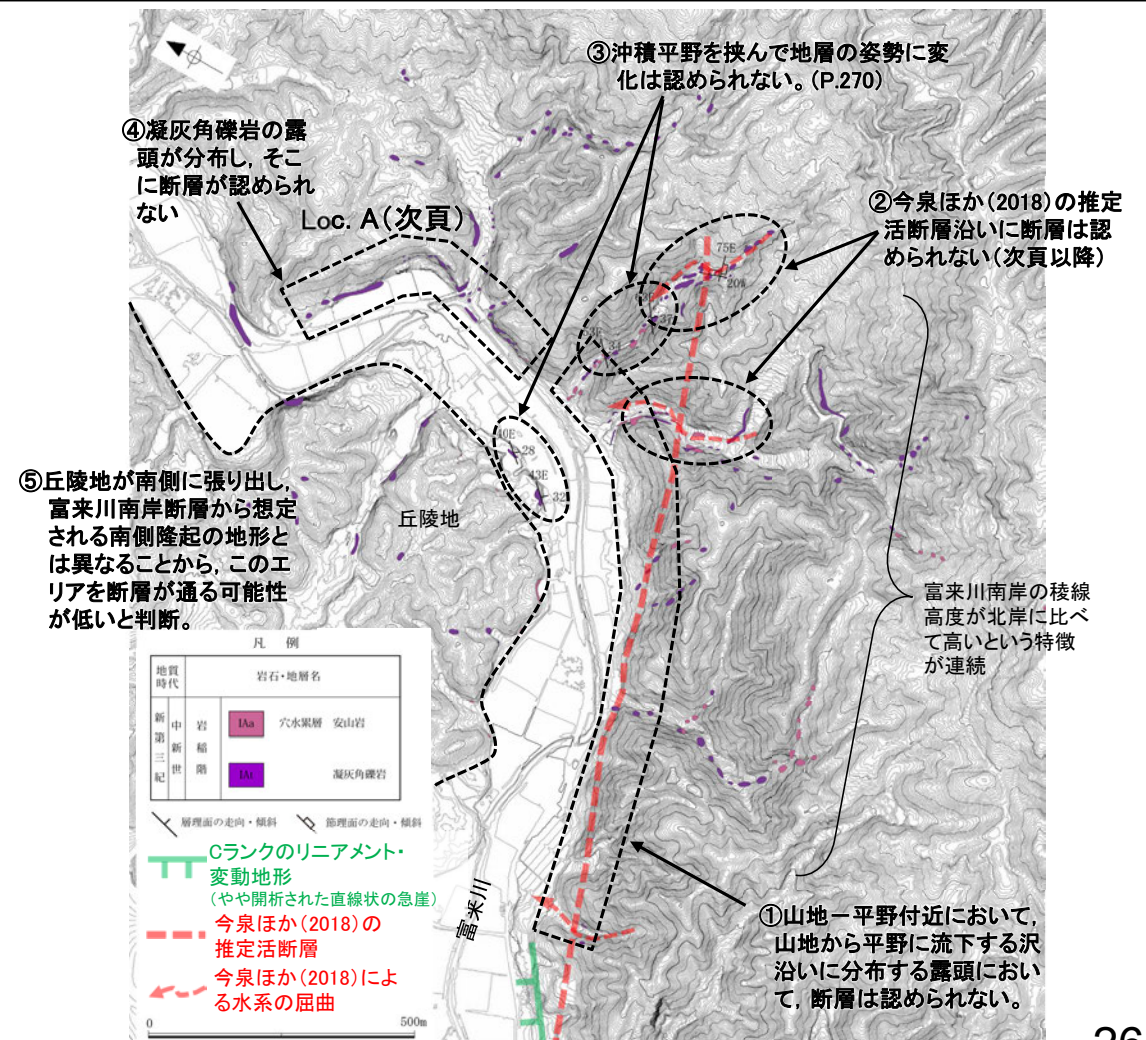 ③沖積平野を挟んで地層の姿勢に変
化は認められない。(P.270)
④凝灰角礫岩の露
頭が分布し，そこ
に断層が認められ
ない
Loc. A(次頁)
②今泉ほか(2018)の推定
活断層沿いに断層は認
められない(次頁以降)
75E
20W
37
34
40E
28
43E
32
⑤丘陵地が南側に張り出し，
富来川南岸断層から想定
される南側隆起の地形と
は異なることから，このエ
リアを断層が通る可能性
が低いと判断。
丘陵地
富来川南岸の稜線
高度が北岸に比べ
て高いという特徴
が連続
凡 例
地質時代
岩石・地層名
新第三紀
中新世
岩稲階
IAa
穴水累層 安山岩
IAt
凝灰角礫岩
層理面の走向・傾斜
節理面の走向・傾斜
Cランクのリニアメント・
変動地形
(やや開析された直線状の急崖)
今泉ほか(2018)の
推定活断層
今泉ほか(2018)によ
る水系の屈曲
0
500m
富来川
①山地－平野付近において，
山地から平野に流下する沢
沿いに分布する露頭におい
て，断層は認められない。